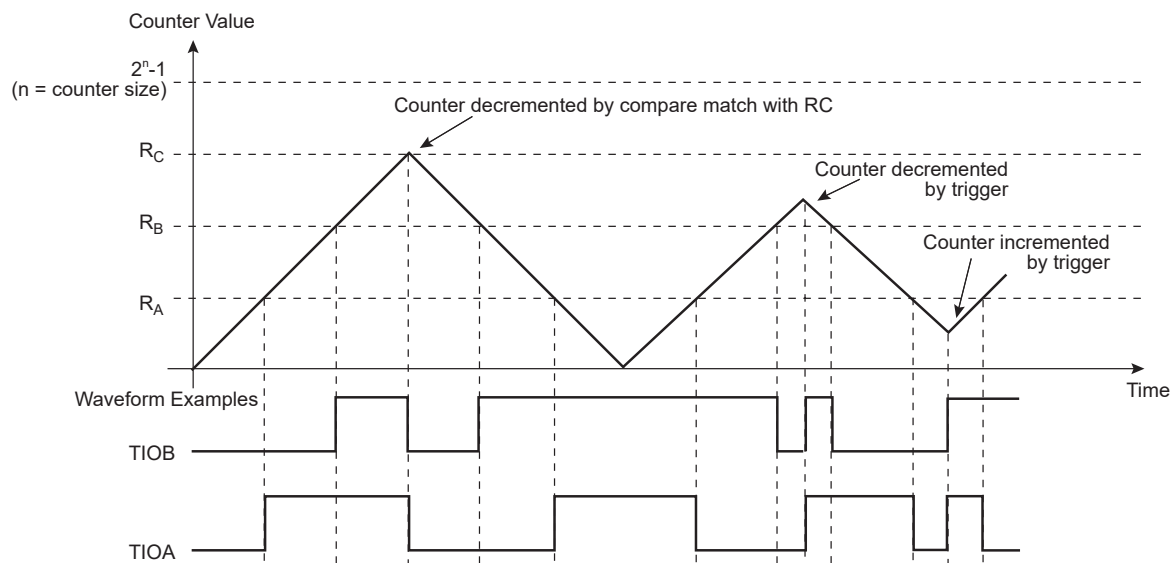 Counter Value
2ⁿ-1
(n = counter size)
Counter decremented by compare match with RC
R_C
Counter decremented
by trigger
R_B
Counter incremented
by trigger
R_A
Time
Waveform Examples
TIOB
TIOA